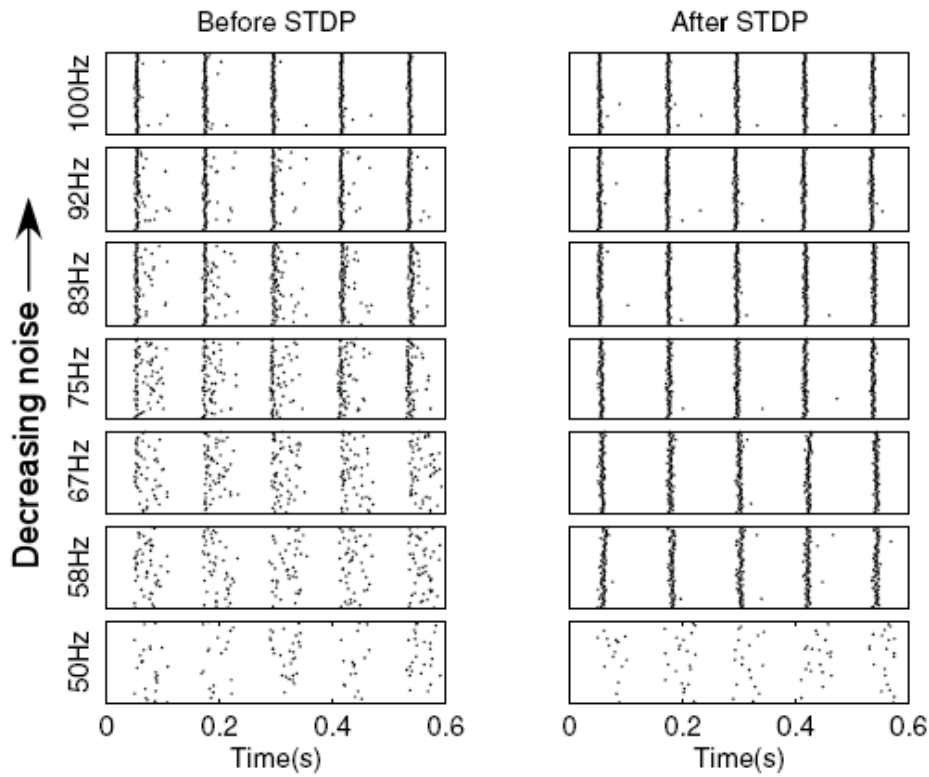 Before STDP
After STDP
100Hz
92Hz
83Hz
75Hz
67Hz
58Hz
50Hz
Decreasing noise
0 0.2 0.4 0.6
0 0.2 0.4 0.6
Time(s)
Time(s)